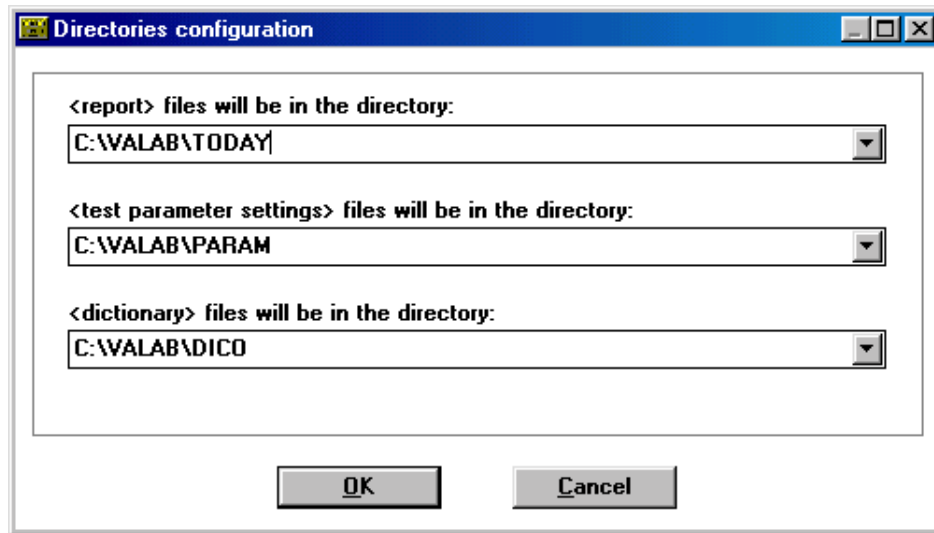 Directories configuration
<report> files will be in the directory:
C:\VALAB\TODAY
<test parameter settings> files will be in the directory:
C:\VALAB\PARAM
<dictionary> files will be in the directory:
C:\VALAB\DICO
OK Cancel